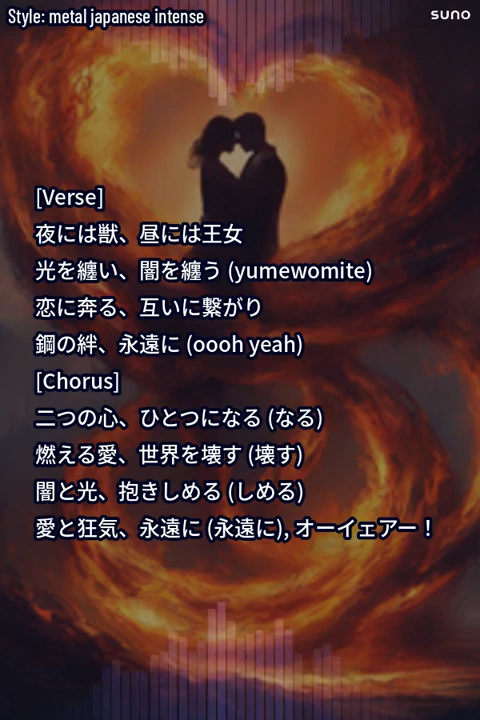 Style: metal japanese intense
suno
[Verse]
夜には獣、昼には王女
光を纏い、闇を纏う (yumewomite)
恋に奔る、互いに繋がり
鋼の絆、永遠に (oooh yeah)
[Chorus]
二つの心、ひとつになる (なる)
燃える愛、世界を壊す (壊す)
闇と光、抱きしめる (しめる)
愛と狂気、永遠に (永遠に), オーイェアー！